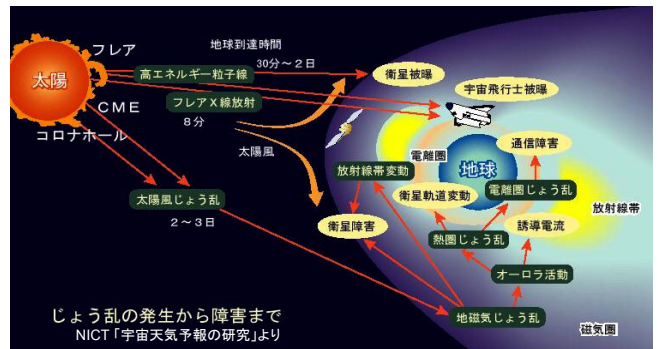 フレア
地球到達時間
30分～2日
太陽
高エネルギー粒子線
衛星被曝
宇宙飛行士被曝
CME
フレアX線放射
8分
コロナホール
太陽風
電離圏
通信障害
放射線帯変動
地球
衛星軌道変動
電離圏じょう乱
太陽風じょう乱
放射線帯
2～3日
衛星障害
誘導電流
熱圏じょう乱
オーロラ活動
じょう乱の発生から障害まで
地磁気じょう乱
NICT「宇宙天気予報の研究」より
磁気圏